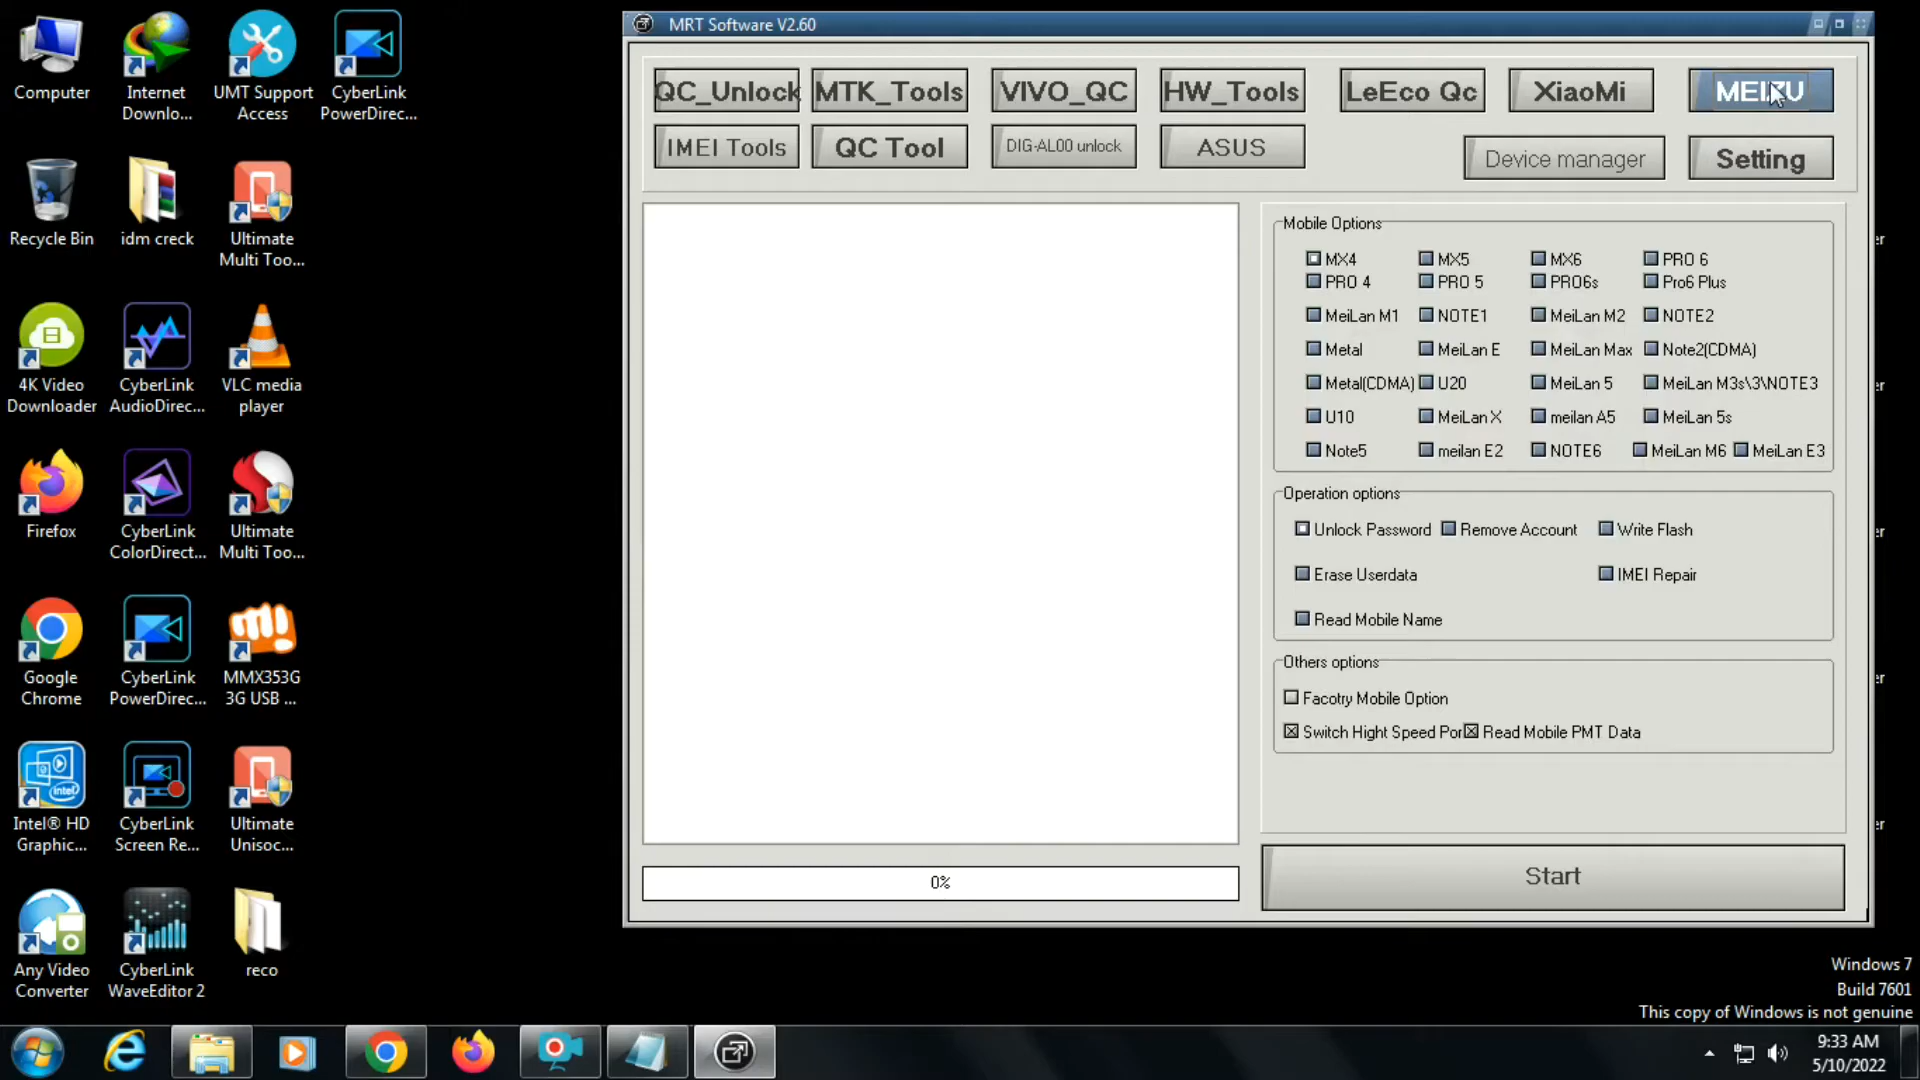 Computer
Internet
Downlo...
UMT Support
Access
CyberLink
PowerDirec...
Recycle Bin
idm creck
Ultimate
Multi Too...
4K Video
Downloader
CyberLink
AudioDirec...
VLC media
player
Firefox
CyberLink
ColorDirect...
Ultimate
Multi Too...
Google
Chrome
CyberLink
PowerDirec...
MMX353G
3G USB ...
Intel® HD
Graphic...
CyberLink
Screen Re...
Ultimate
Unisoc...
Any Video
Converter
CyberLink
WaveEditor 2
reco
MRT Software V2.60
QC_Unlock MTK_Tools VIVO_QC HW_Tools LeEco Qc XiaoMi MEIZU
IMEI Tools QC Tool DIG-AL00 unlock ASUS Device manager Setting
Mobile Options
MX4 MX5 MX6 PRO 6
PRO 4 PRO 5 PRO6s Pro6 Plus
MeiLan M1 NOTE1 MeiLan M2 NOTE2
Metal MeiLan E MeiLan Max Note2(CDMA)
Metal(CDMA) U20 MeiLan 5 MeiLan M3s\3\NOTE3
U10 MeiLan X meilan A5 MeiLan 5s
Note5 meilan E2 NOTE6 MeiLan M6 MeiLan E3
Operation options
Unlock Password Remove Account Write Flash
Erase Userdata IMEI Repair
Read Mobile Name
Others options
Facotry Mobile Option
Switch Hight Speed Por Read Mobile PMT Data
0%
Start
er
er
er
er
er
Windows 7
Build 7601
This copy of Windows is not genuine
9:33 AM
5/10/2022